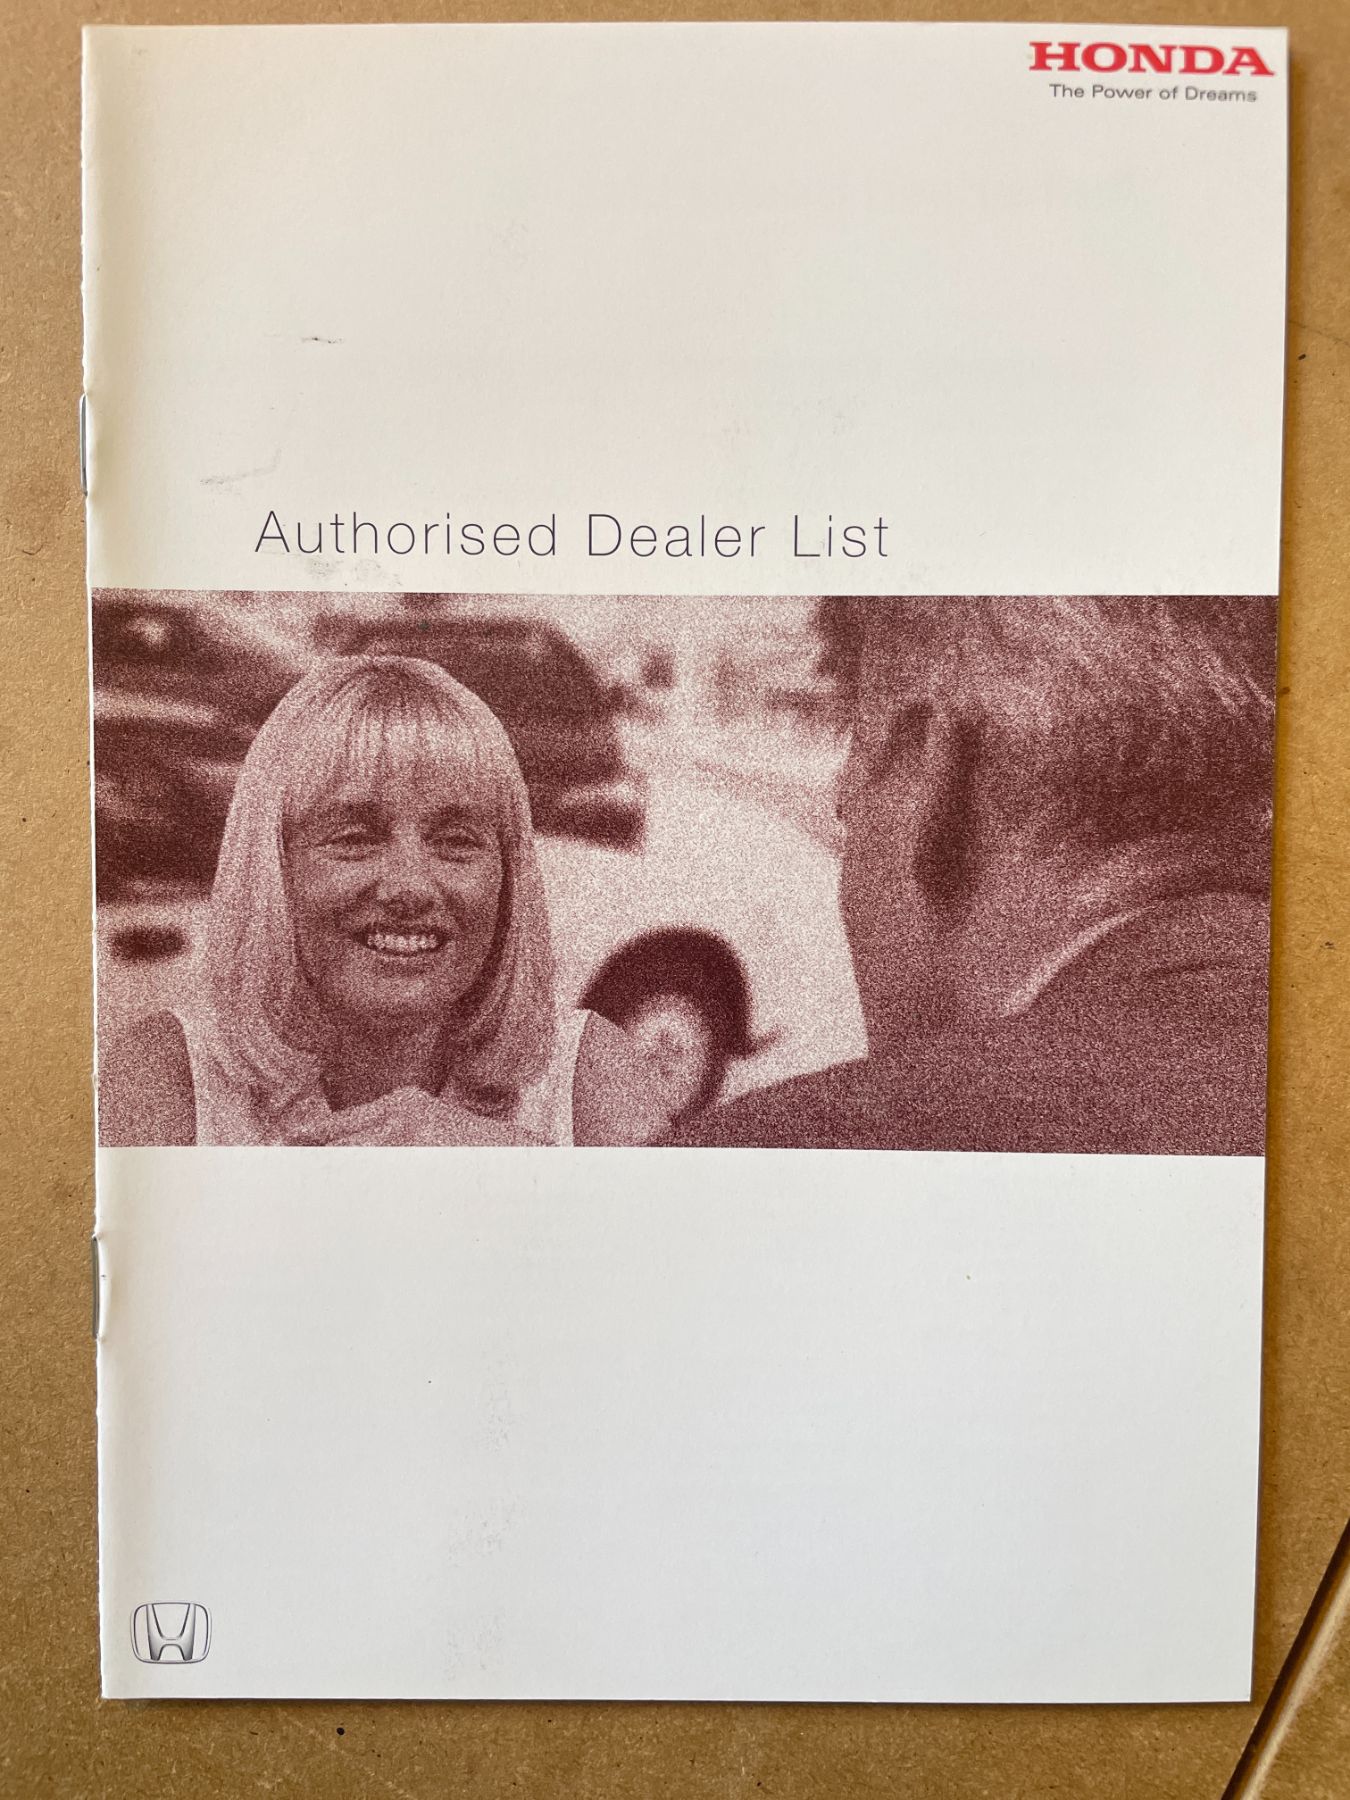 HONDA
The Power of Dreams
Authorised Dealer List